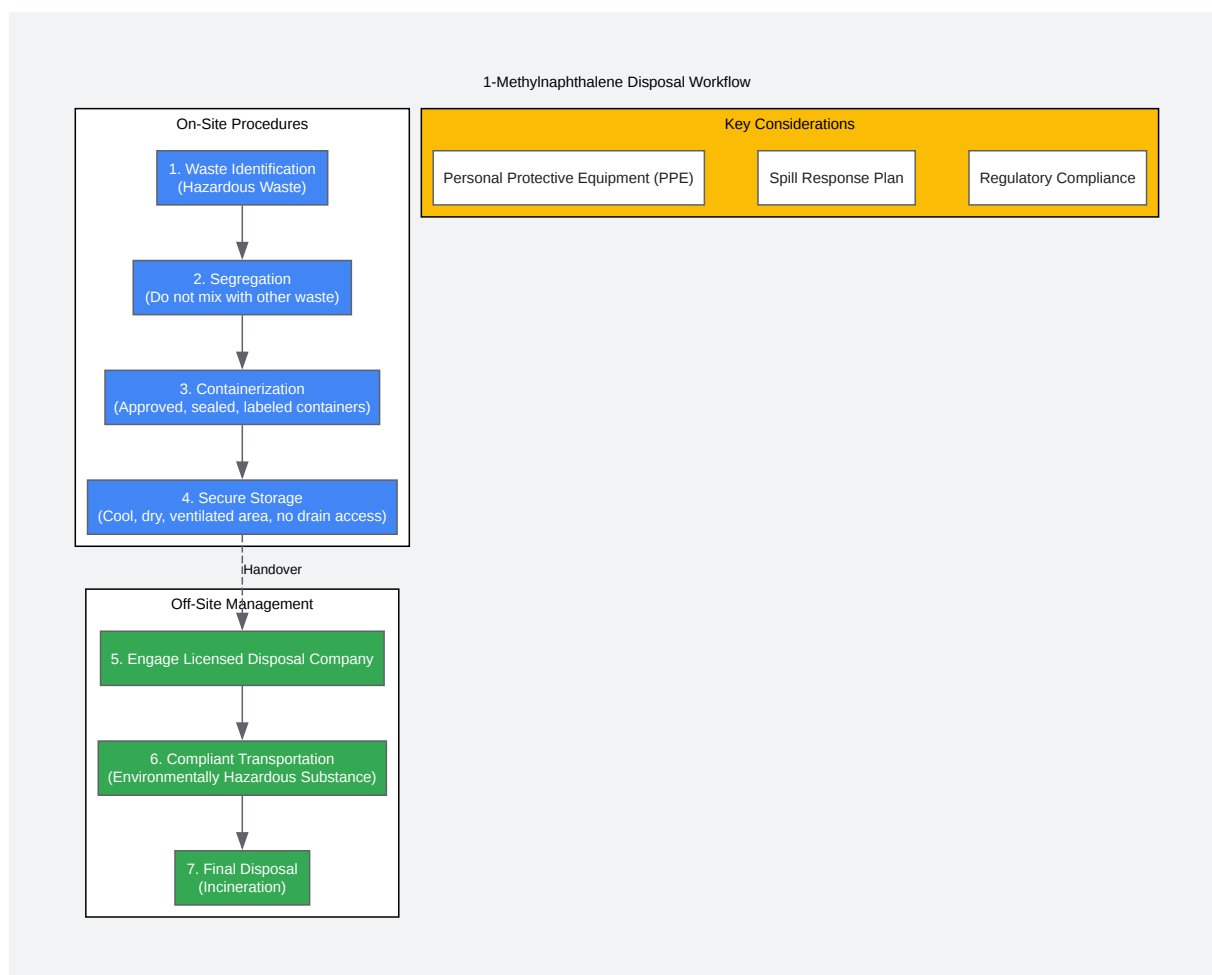 1-Methylnaphthalene Disposal Workflow
On-Site Procedures
1. Waste Identification
(Hazardous Waste)
2. Segregation
(Do not mix with other waste)
3. Containerization
(Approved, sealed, labeled containers)
4. Secure Storage
(Cool, dry, ventilated area, no drain access)
Handover
Off-Site Management
5. Engage Licensed Disposal Company
6. Compliant Transportation
(Environmentally Hazardous Substance)
7. Final Disposal
(Incineration)
Key Considerations
Personal Protective Equipment (PPE)
Spill Response Plan
Regulatory Compliance